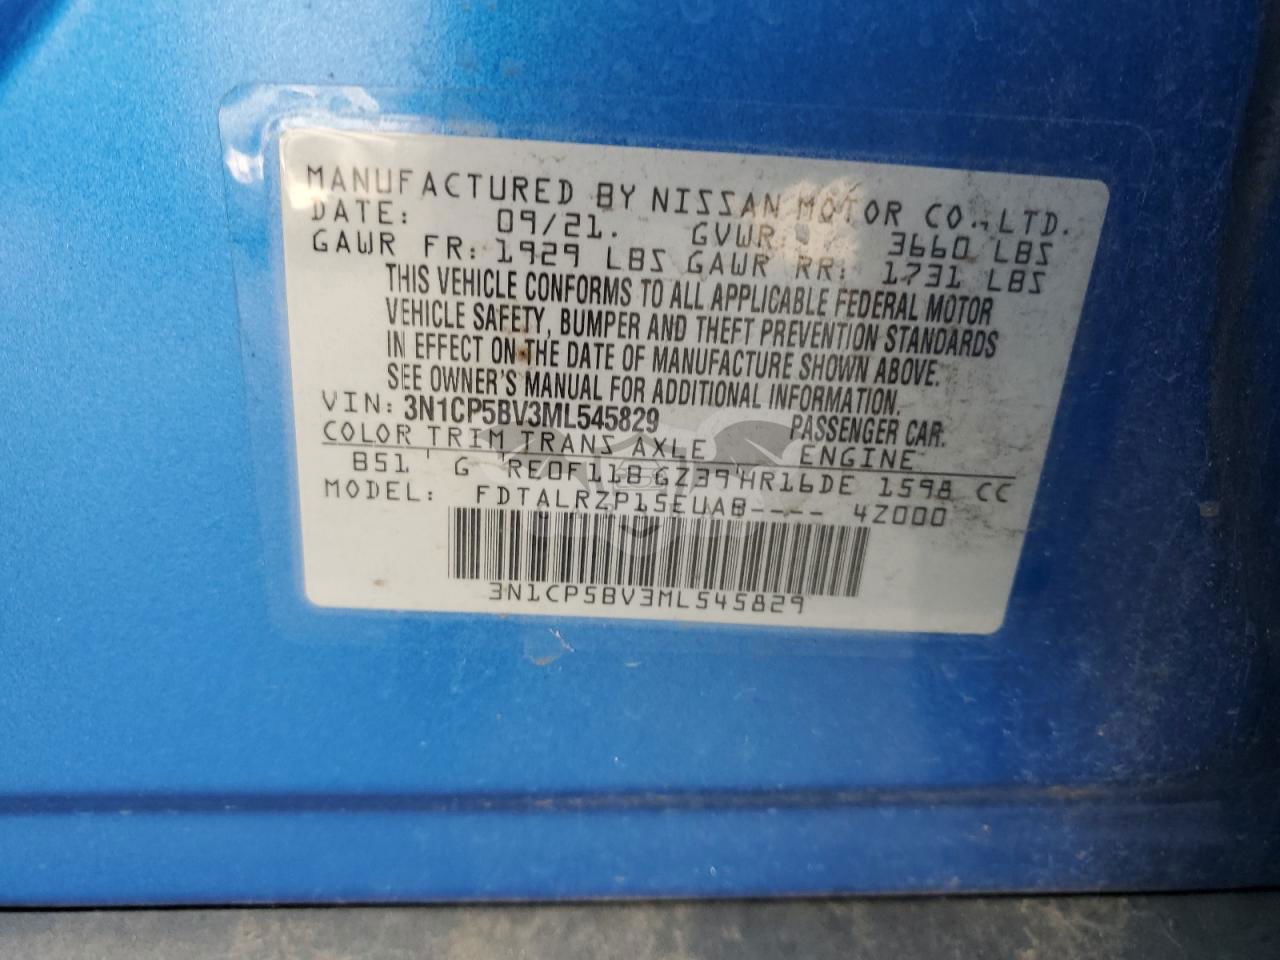 MANUFACTURED BY NISSAN MOTOR CO., LTD.
DATE: 09/21. GVWR: 3660 LBS
GAWR FR: 1929 LBS GAWR RR: 1731 LBS
THIS VEHICLE CONFORMS TO ALL APPLICABLE FEDERAL MOTOR
VEHICLE SAFETY, BUMPER AND THEFT PREVENTION STANDARDS
IN EFFECT ON THE DATE OF MANUFACTURE SHOWN ABOVE.
SEE OWNER'S MANUAL FOR ADDITIONAL INFORMATION.
VIN: 3N1CP5BV3ML545829 PASSENGER CAR.
COLOR TRIM TRANS AXLE ENGINE
B51 ' G ' RE0F11B GZ39 ' HR16DE 1598 CC
MODEL: FDTALRZP15EUAB---- 4Z000
3N1CP5BV3ML545829